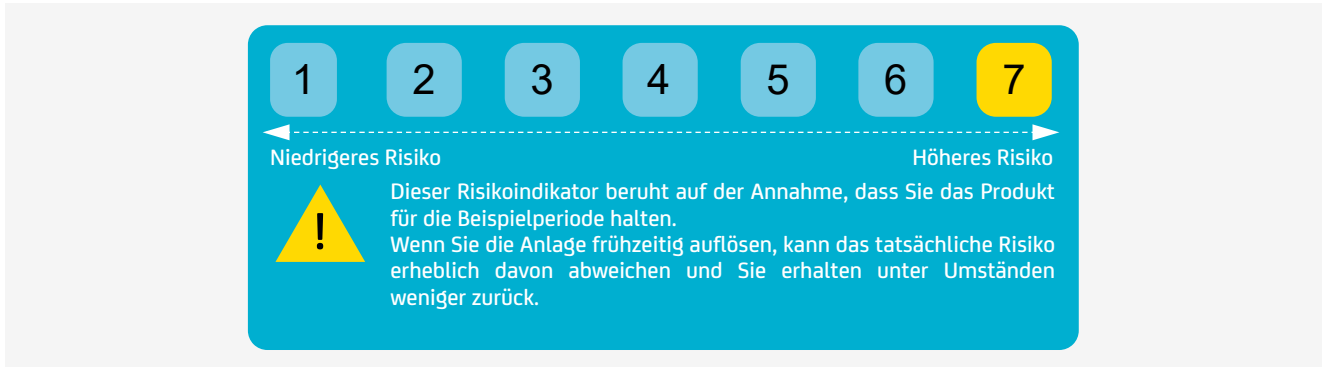 1 2 3 4 5 6 7
Niedrigeres Risiko Höheres Risiko
!
Dieser Risikoindikator beruht auf der Annahme, dass Sie das Produkt
für die Beispielperiode halten.
Wenn Sie die Anlage frühzeitig auflösen, kann das tatsächliche Risiko
erheblich davon abweichen und Sie erhalten unter Umständen
weniger zurück.